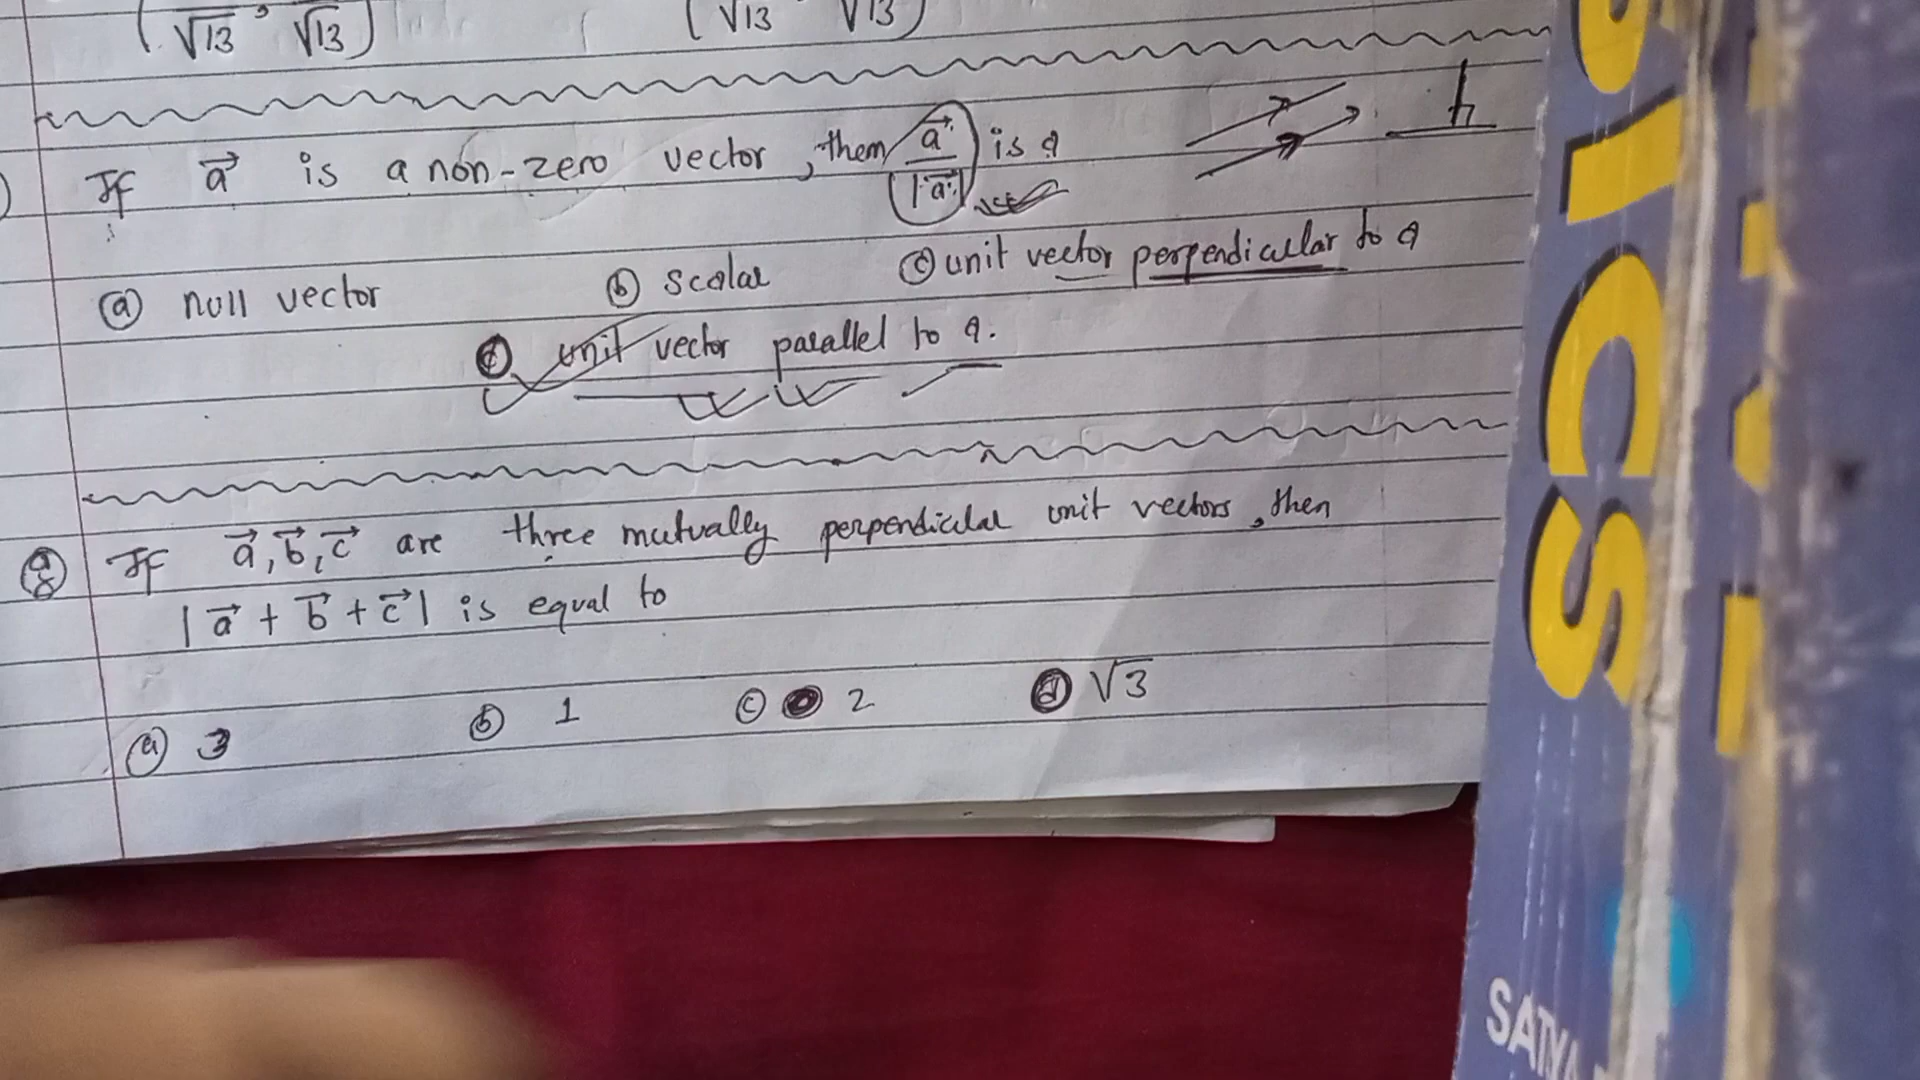 (√13 , √13) (√13 √13)
If a⃗ is a non-zero vector, then a⃗/|a⃗| is a
ⓐ null vector ⓑ scalar ⓒ unit vector perpendicular to a
ⓓ unit vector parallel to a.
Q8 If a⃗, b⃗, c⃗ are three mutually perpendicular unit vectors, then
|a⃗ + b⃗ + c⃗| is equal to
ⓐ 3 ⓑ 1 ⓒ 2 ⓓ √3
SICS
SATYA